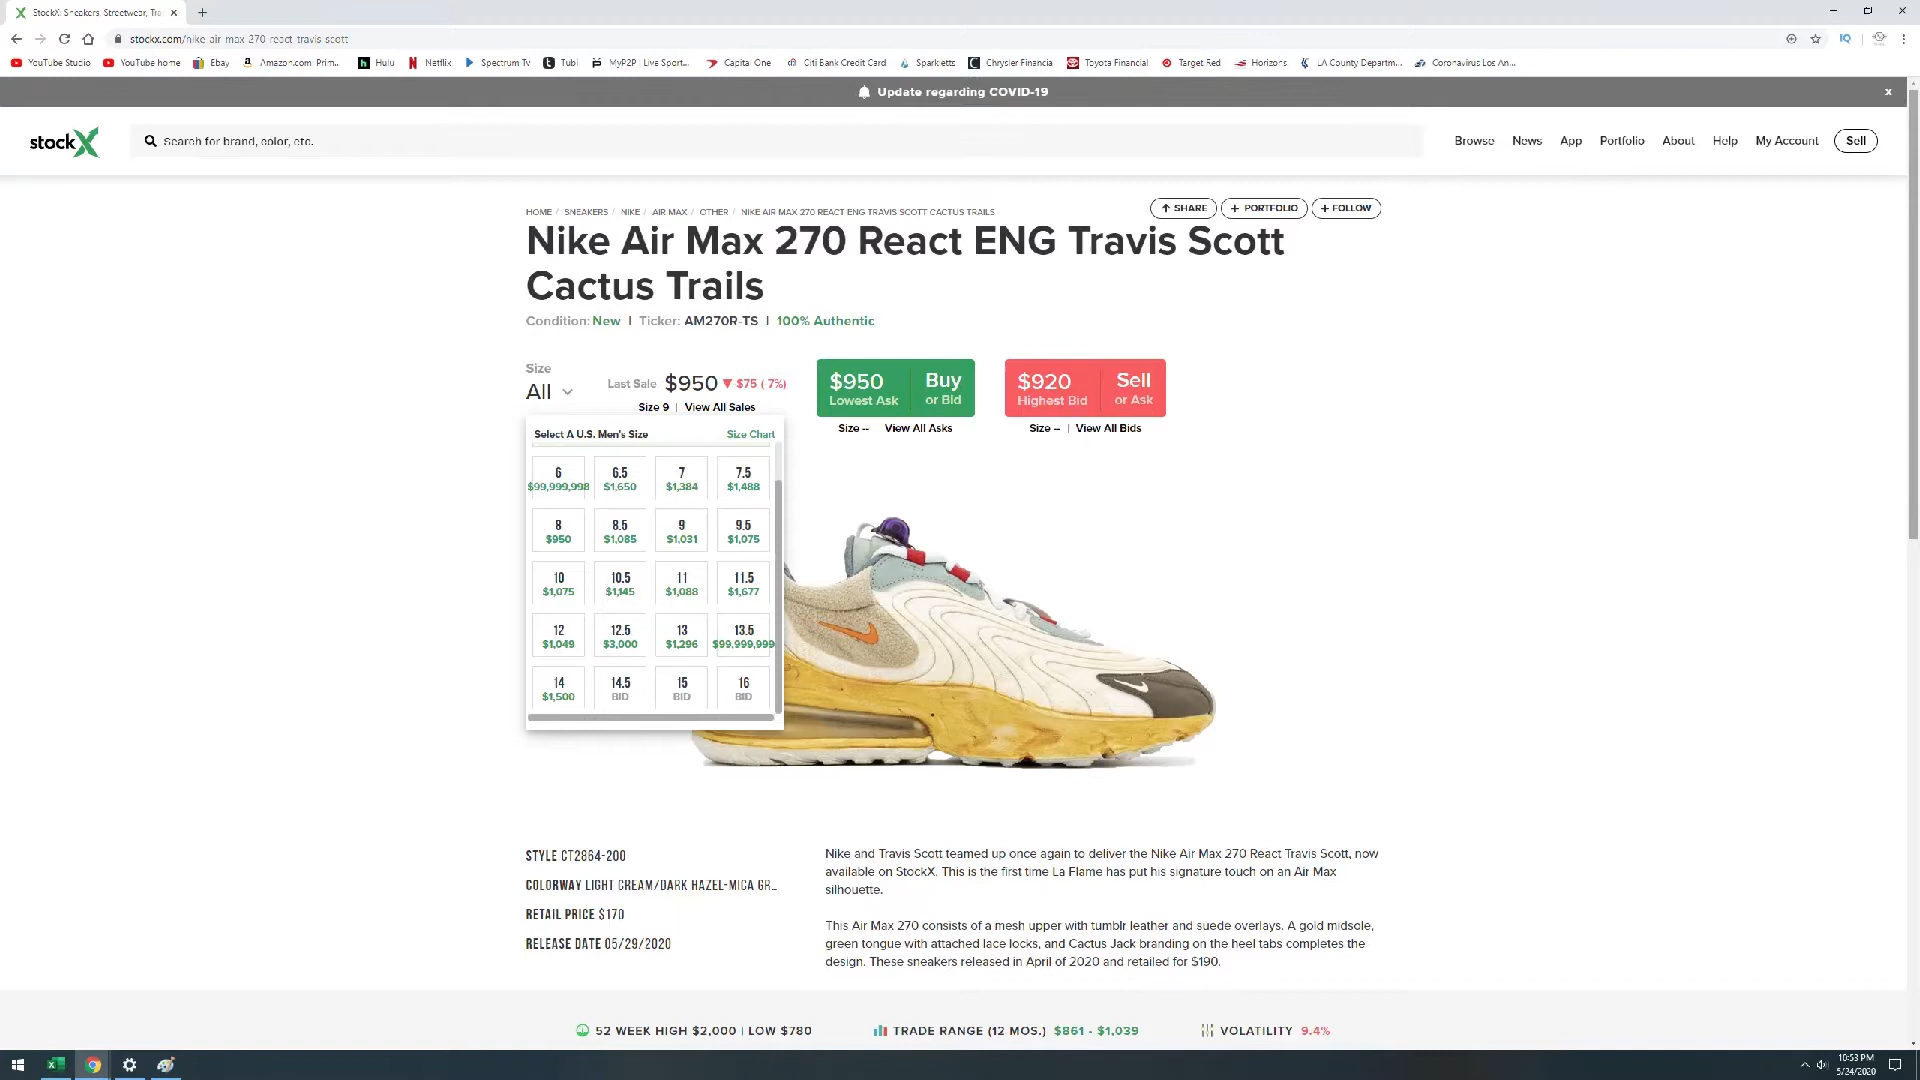 StockX: Sneakers, Streetwear, Tra
stockx.com/nike-air-max-270-react-travis-scott
YouTube Studio YouTube home Ebay Amazon.com: Prim... Hulu Netflix Spectrum Tv Tubi MyP2P | Live Sport... Capital One Citi Bank Credit Card Sparkletts Chrysler Financia Toyota Financial Target Red Horizons LA County Departm... Coronavirus Los An...
Update regarding COVID-19 x
stockX Search for brand, color, etc. Browse News App Portfolio About Help My Account Sell
HOME / SNEAKERS / NIKE / AIR MAX / OTHER / NIKE AIR MAX 270 REACT ENG TRAVIS SCOTT CACTUS TRAILS SHARE + PORTFOLIO + FOLLOW
Nike Air Max 270 React ENG Travis Scott
Cactus Trails
Condition: New | Ticker: AM270R-TS | 100% Authentic
Size
All
Last Sale $950 ▼ $75 (-7%)
Size 9 | View All Sales
$950 Buy
Lowest Ask or Bid
Size -- View All Asks
$920 Sell
Highest Bid or Ask
Size -- | View All Bids
Select A U.S. Men's Size Size Chart
6 6.5 7 7.5
$99,999,998 $1,650 $1,384 $1,488
8 8.5 9 9.5
$950 $1,085 $1,031 $1,075
10 10.5 11 11.5
$1,075 $1,145 $1,088 $1,677
12 12.5 13 13.5
$1,049 $3,000 $1,296 $99,999,999
14 14.5 15 16
$1,500 BID BID BID
STYLE CT2864-200
COLORWAY LIGHT CREAM/DARK HAZEL-MICA GR...
RETAIL PRICE $170
RELEASE DATE 05/29/2020
Nike and Travis Scott teamed up once again to deliver the Nike Air Max 270 React Travis Scott, now
available on StockX. This is the first time La Flame has put his signature touch on an Air Max
silhouette.
This Air Max 270 consists of a mesh upper with tumblr leather and suede overlays. A gold midsole,
green tongue with attached lace locks, and Cactus Jack branding on the heel tabs completes the
design. These sneakers released in April of 2020 and retailed for $190.
52 WEEK HIGH $2,000 | LOW $780 TRADE RANGE (12 MOS.) $861 - $1,039 VOLATILITY 9.4%
10:53 PM
5/24/2020